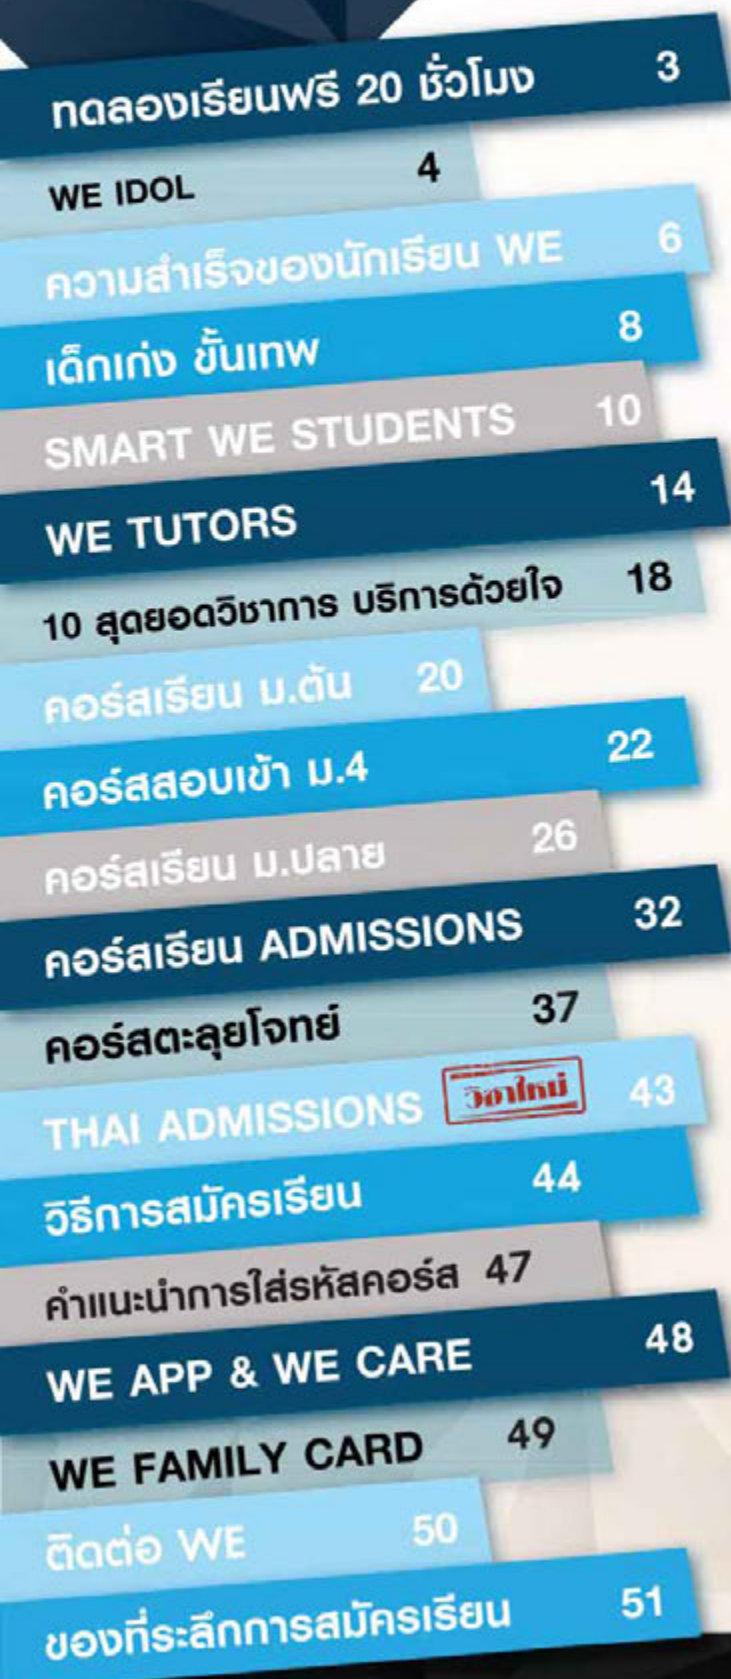 ทดลองเรียนฟรี 20 ชั่วโมง 3
WE IDOL 4
ความสำเร็จของนักเรียน WE 6
เด็กเก่ง ขั้นเทพ 8
SMART WE STUDENTS 10
WE TUTORS 14
10 สุดยอดวิชาการ บริการด้วยใจ 18
คอร์สเรียน ม.ต้น 20
คอร์สสอบเข้า ม.4 22
คอร์สเรียน ม.ปลาย 26
คอร์สเรียน ADMISSIONS 32
คอร์สตะลุยโจทย์ 37
THAI ADMISSIONS วิชาใหม่ 43
วิธีการสมัครเรียน 44
คำแนะนำการใส่รหัสคอร์ส 47
WE APP & WE CARE 48
WE FAMILY CARD 49
ติดต่อ WE 50
ของที่ระลึกการสมัครเรียน 51